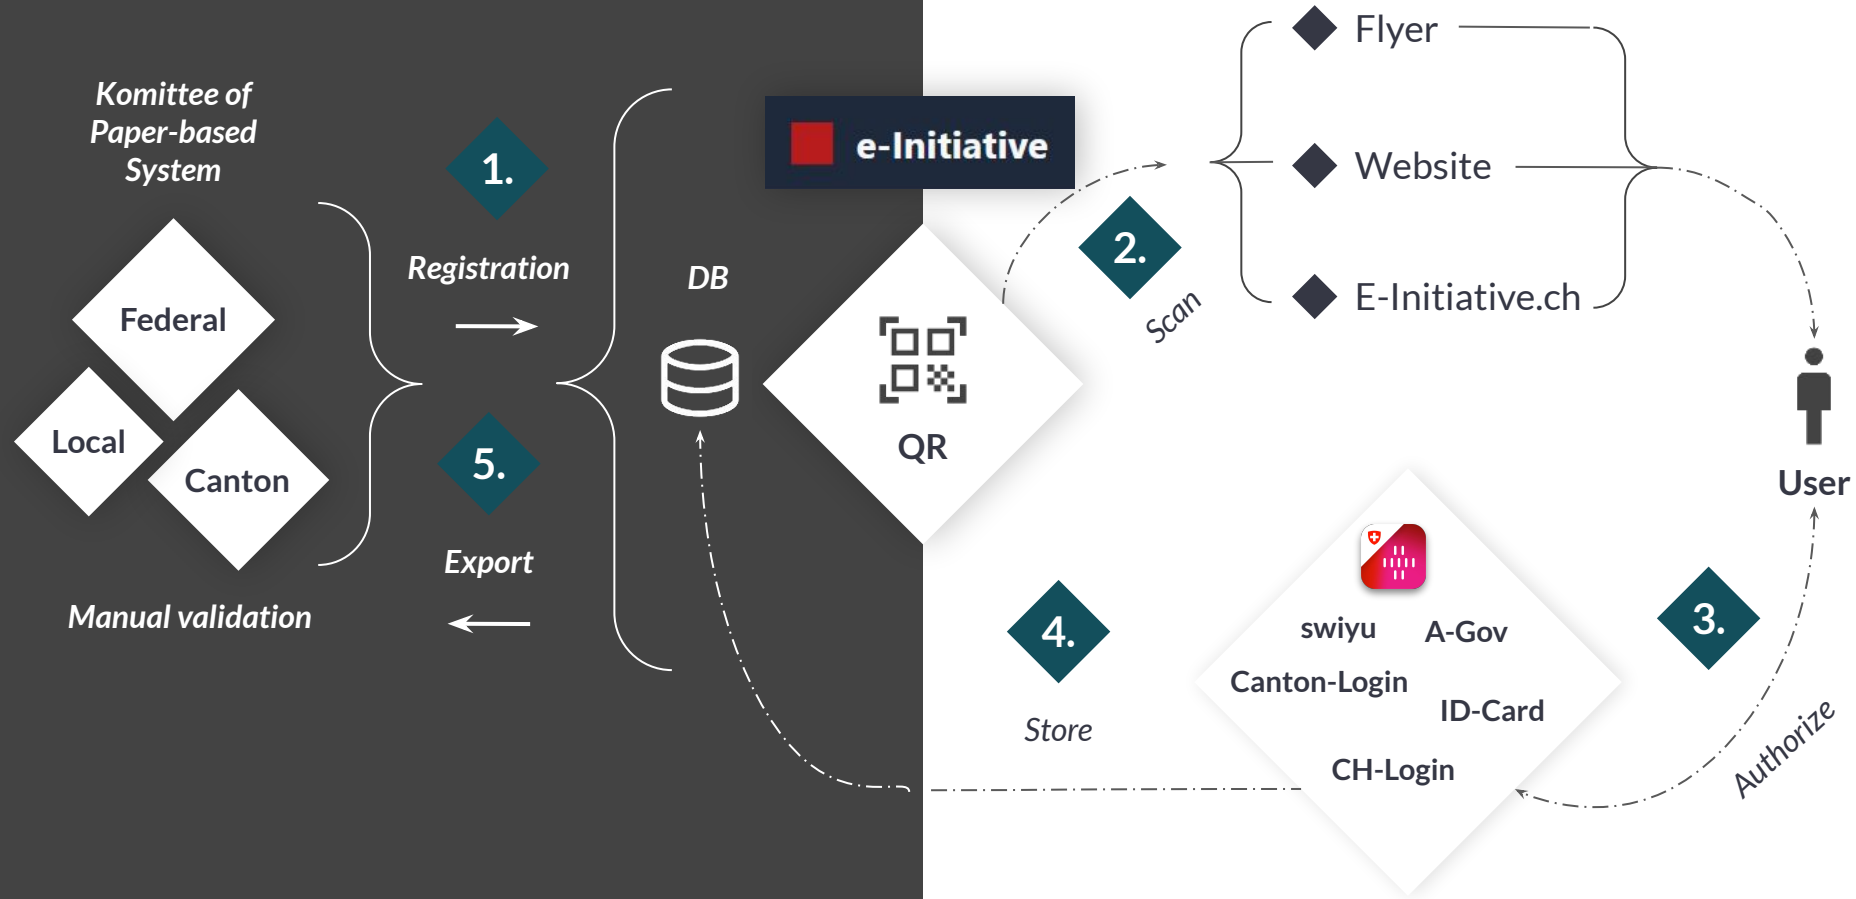 Komittee of
Paper-based
System
Federal
Local
Canton
Manual validation
1.
Registration
5.
Export
DB
e-Initiative
QR
2.
Scan
Flyer
Website
E-Initiative.ch
User
3.
Authorize
swiyu
A-Gov
Canton-Login
ID-Card
CH-Login
4.
Store